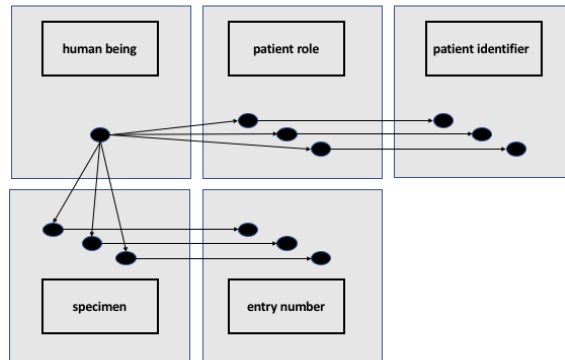 human being
patient role
patient identifier
specimen
entry number